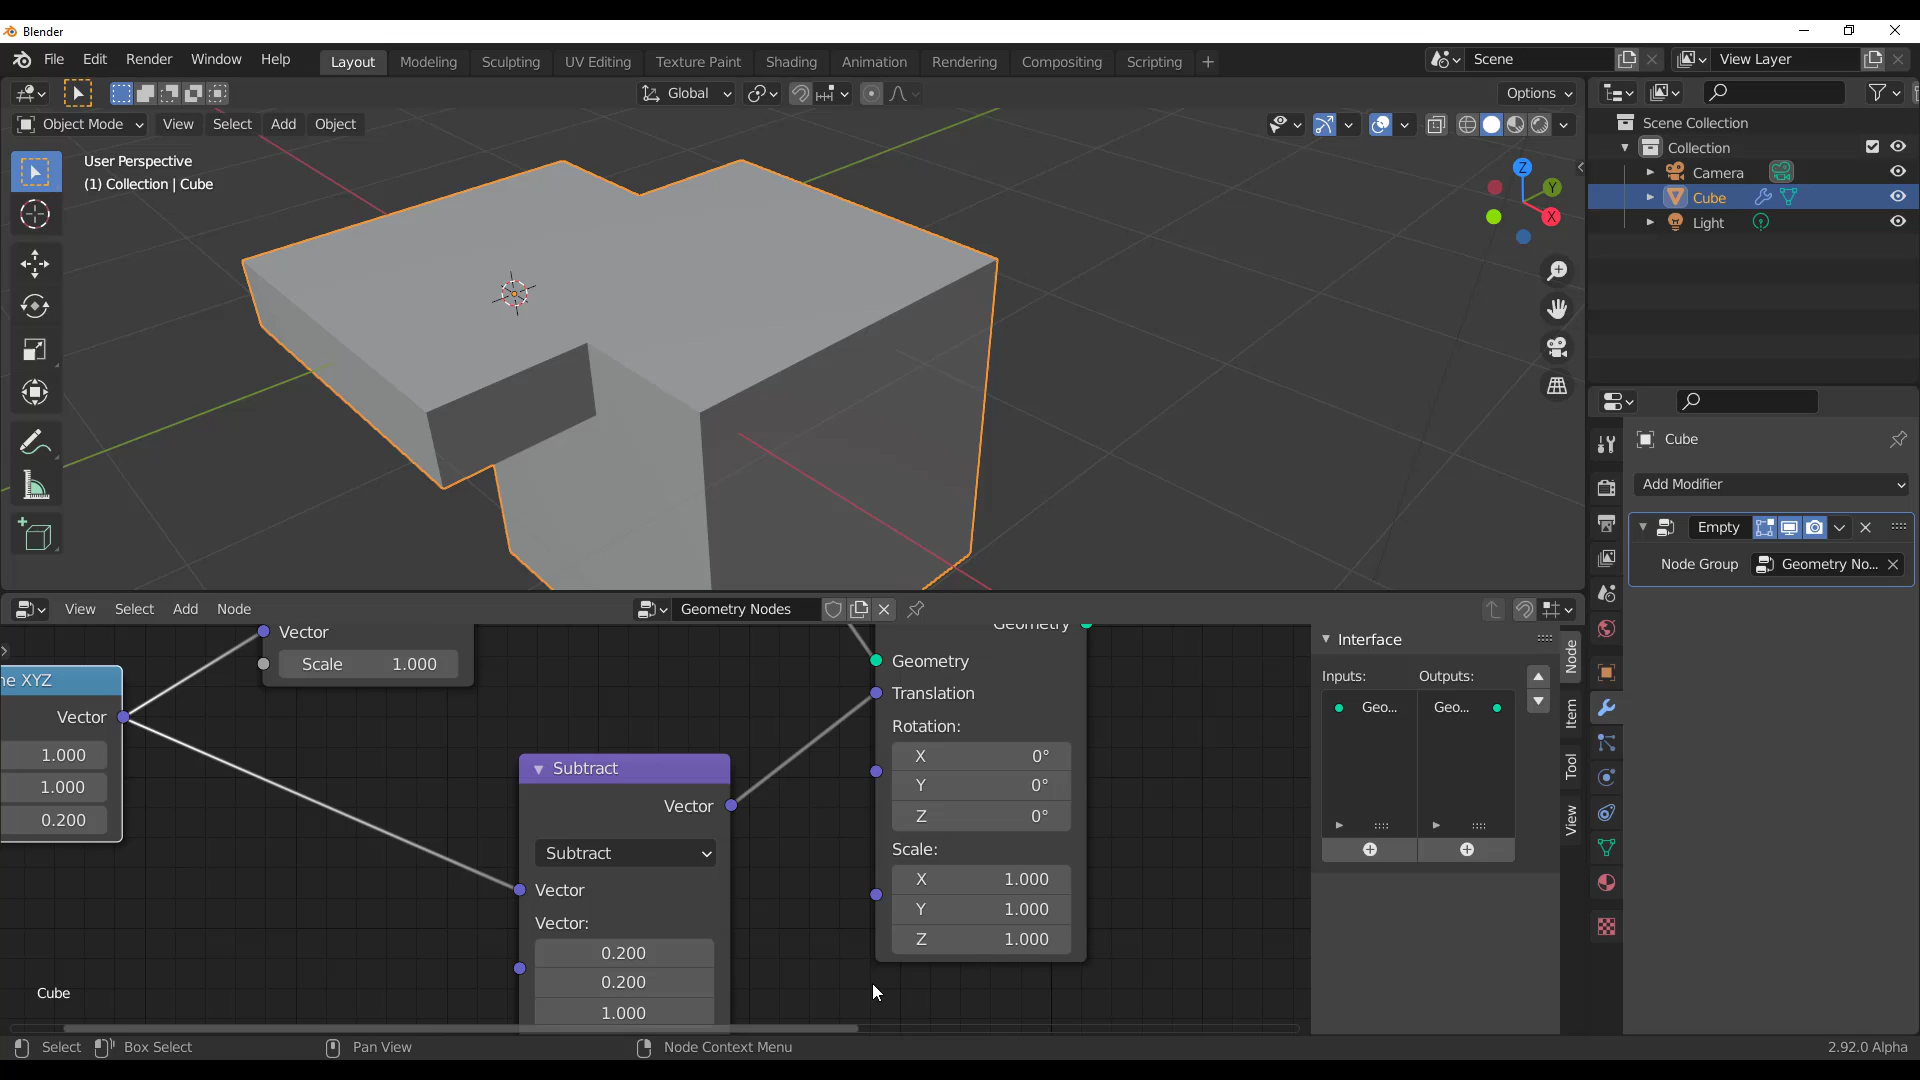 Blender
File Edit Render Window Help Layout Modeling Sculpting UV Editing Texture Paint Shading Animation Rendering Compositing Scripting + Scene View Layer
Global Options
Object Mode View Select Add Object
User Perspective
(1) Collection | Cube
Z
Y
X
Scene Collection
Collection
Camera
Cube
Light
Cube
Add Modifier
Empty
Node Group Geometry No...
View Select Add Node Geometry Nodes
Vector
Scale 1.000
ne XYZ
Vector
1.000
1.000
0.200
Subtract
Vector
Subtract
Vector
Vector:
0.200
0.200
1.000
Geometry
Geometry
Translation
Rotation:
X 0°
Y 0°
Z 0°
Scale:
X 1.000
Y 1.000
Z 1.000
Interface
Inputs: Outputs:
Geo... Geo...
Node
Item
Tool
View
Cube
Select Box Select Pan View Node Context Menu 2.92.0 Alpha